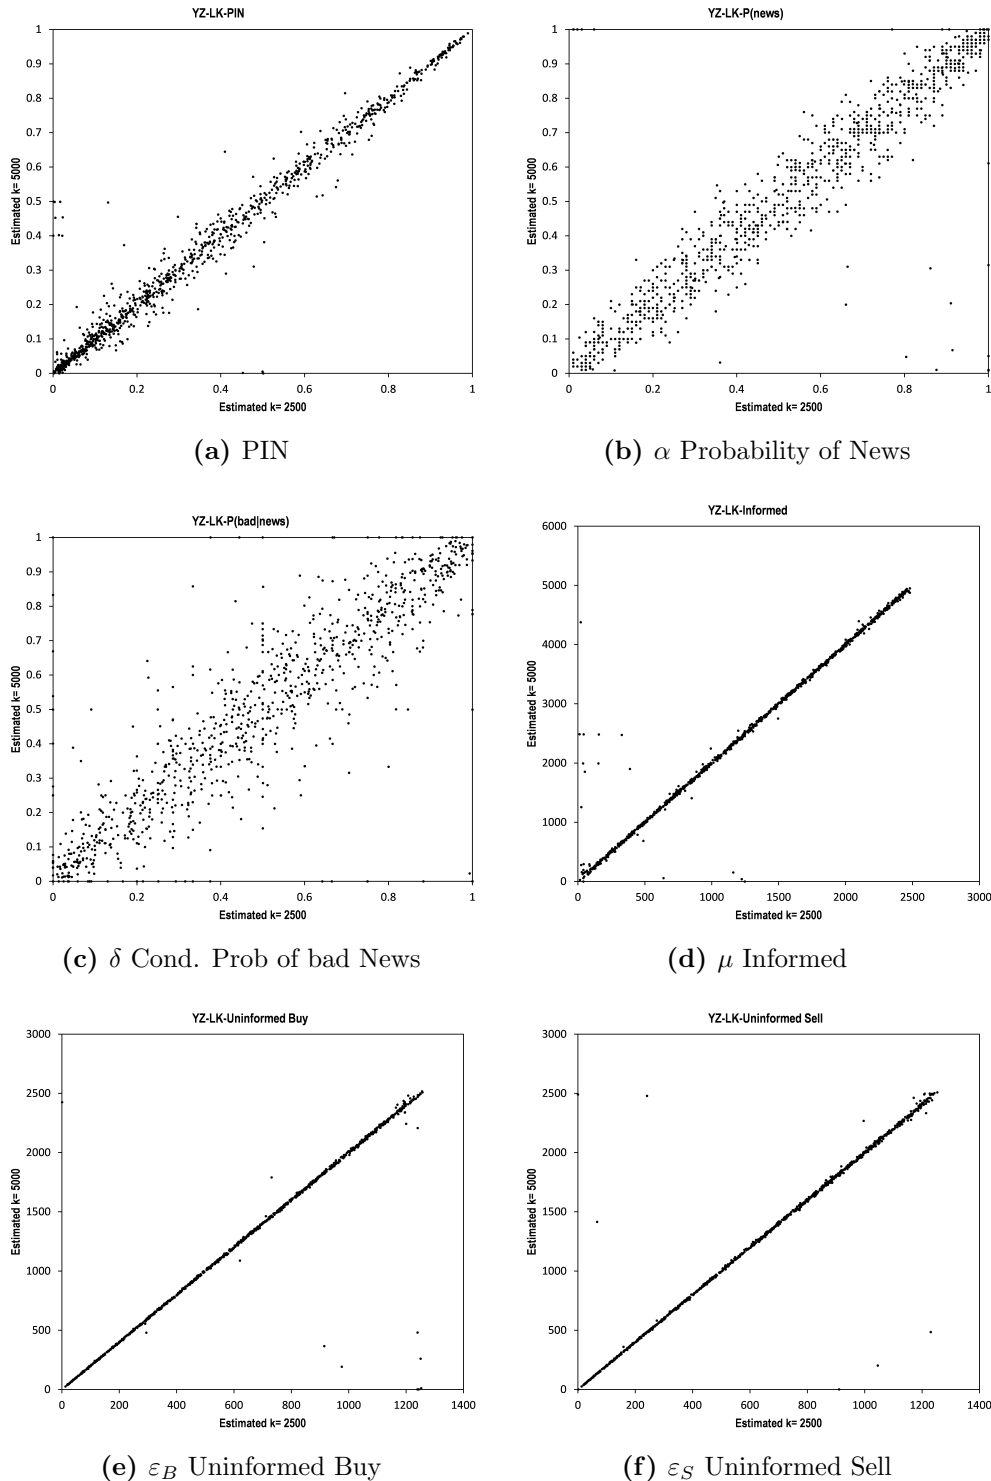 YZ-LK-PIN
1
0.9
0.8
0.7
0.6
0.5
0.4
0.3
0.2
0.1
0
Estimated k= 5000
0 0.2 0.4 0.6 0.8 1
Estimated k= 2500
(a) PIN
YZ-LK-P(news)
1
0.9
0.8
0.7
0.6
0.5
0.4
0.3
0.2
0.1
0
Estimated k= 5000
0 0.2 0.4 0.6 0.8 1
Estimated k= 2500
(b) α Probability of News
YZ-LK-P(bad|news)
1
0.9
0.8
0.7
0.6
0.5
0.4
0.3
0.2
0.1
0
Estimated k= 5000
0 0.2 0.4 0.6 0.8 1
Estimated k= 2500
(c) δ Cond. Prob of bad News
YZ-LK-Informed
6000
5000
4000
3000
2000
1000
0
Estimated k= 5000
0 500 1000 1500 2000 2500 3000
Estimated k= 2500
(d) μ Informed
YZ-LK-Uninformed Buy
3000
2500
2000
1500
1000
500
0
Estimated k= 5000
0 200 400 600 800 1000 1200 1400
Estimated k= 2500
(e) ε_B Uninformed Buy
YZ-LK-Uninformed Sell
3000
2500
2000
1500
1000
500
0
Estimated k= 5000
0 200 400 600 800 1000 1200 1400
Estimated k= 2500
(f) ε_S Uninformed Sell